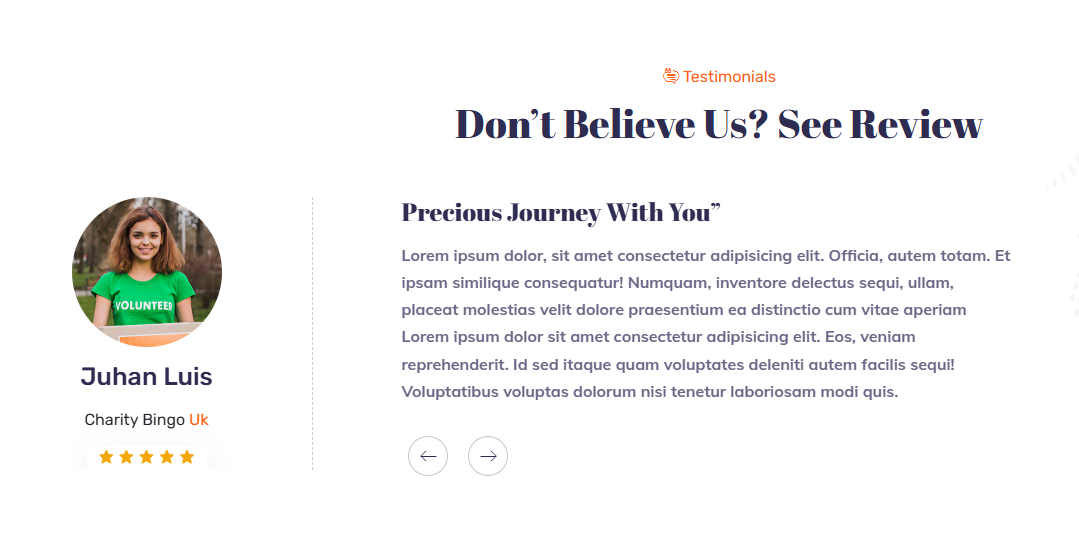 Testimonials
Don’t Believe Us? See Review
Precious Journey With You”
Lorem ipsum dolor, sit amet consectetur adipisicing elit. Officia, autem totam. Et
ipsam similique consequatur! Numquam, inventore delectus sequi, ullam,
placeat molestias velit dolore praesentium ea distinctio cum vitae aperiam
Lorem ipsum dolor sit amet consectetur adipisicing elit. Eos, veniam
reprehenderit. Id sed itaque quam voluptates deleniti autem facilis sequi!
Voluptatibus voluptas dolorum nisi tenetur laboriosam modi quis.
VOLUNTEER
Juhan Luis
Charity Bingo Uk